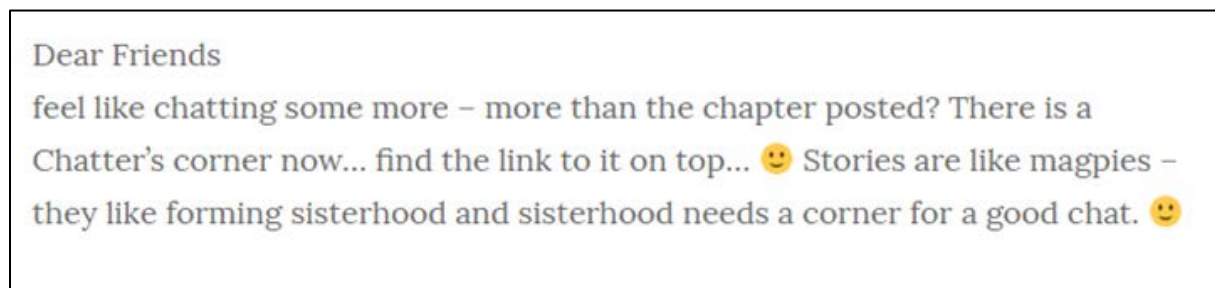 Dear Friends
feel like chatting some more – more than the chapter posted? There is a
Chatter’s corner now… find the link to it on top… 🙂 Stories are like magpies –
they like forming sisterhood and sisterhood needs a corner for a good chat. 🙂